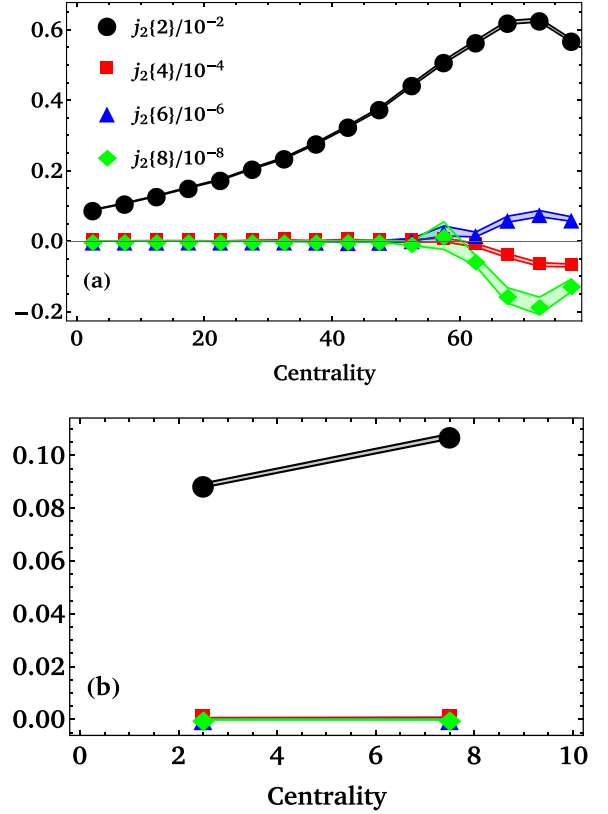 0.6
0.4
0.2
0.0
−0.2
j₂{2}/10⁻²
j₂{4}/10⁻⁴
j₂{6}/10⁻⁶
j₂{8}/10⁻⁸
(a)
0 20 40 60
Centrality
0.10
0.08
0.06
0.04
0.02
0.00
(b)
0 2 4 6 8 10
Centrality